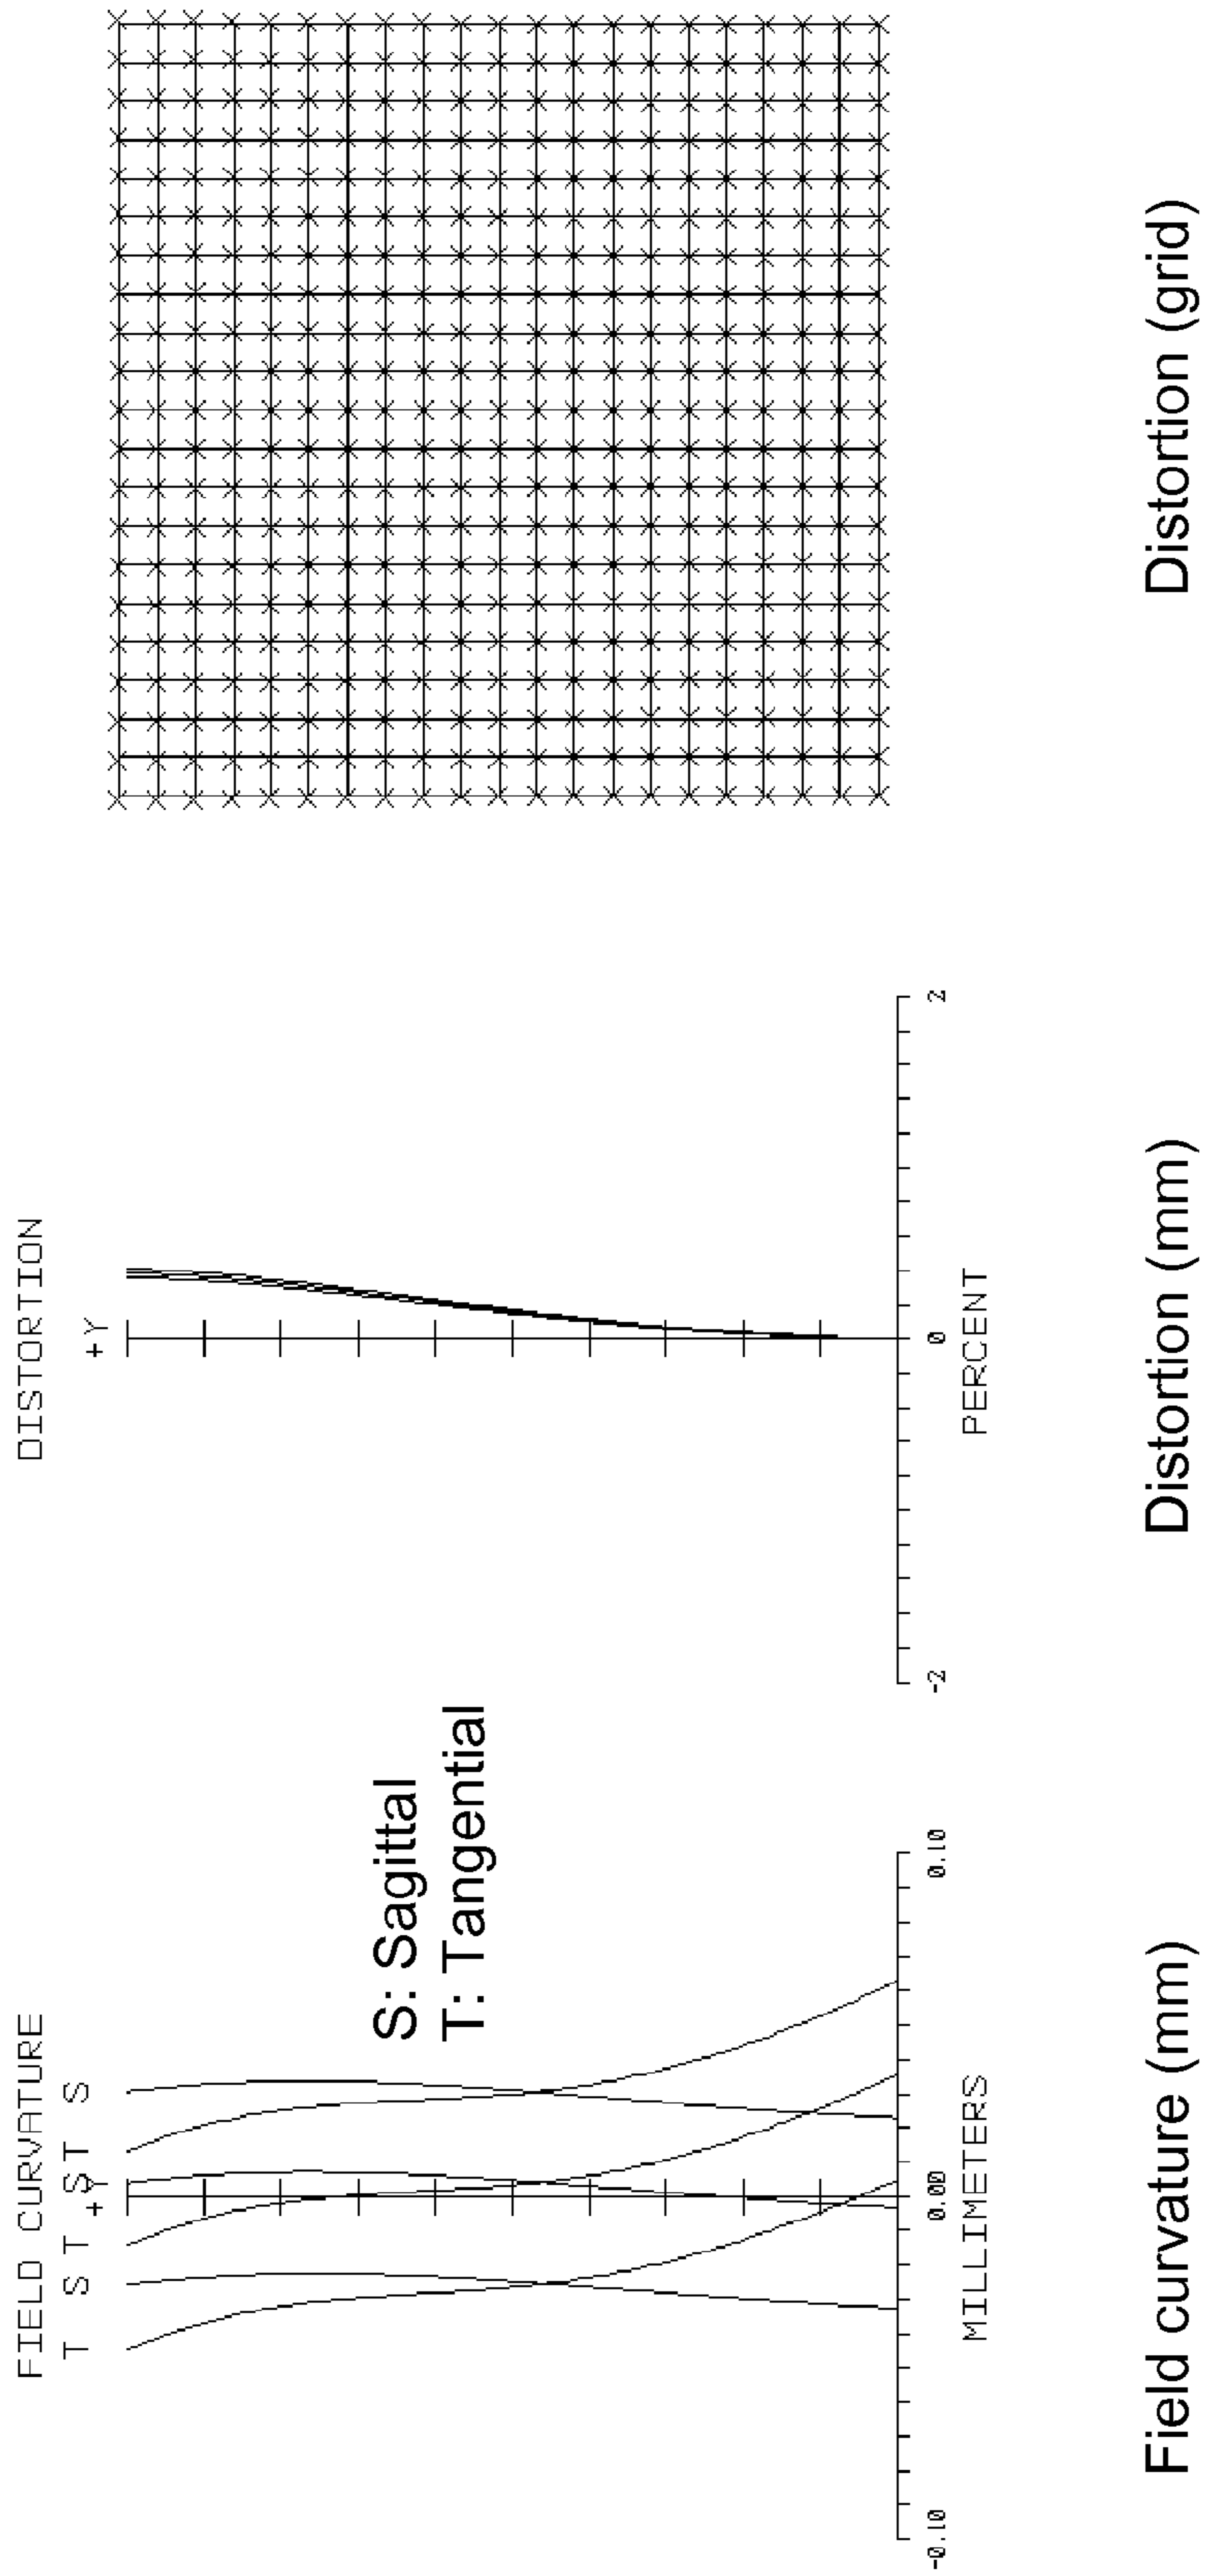 FIELD CURVATURE
T S T S T S
+Y
S: Sagittal
T: Tangential
-0.10 0.00 0.10
MILLIMETERS
Field curvature (mm)
DISTORTION
+Y
-2 0 2
PERCENT
Distortion (mm)
Distortion (grid)